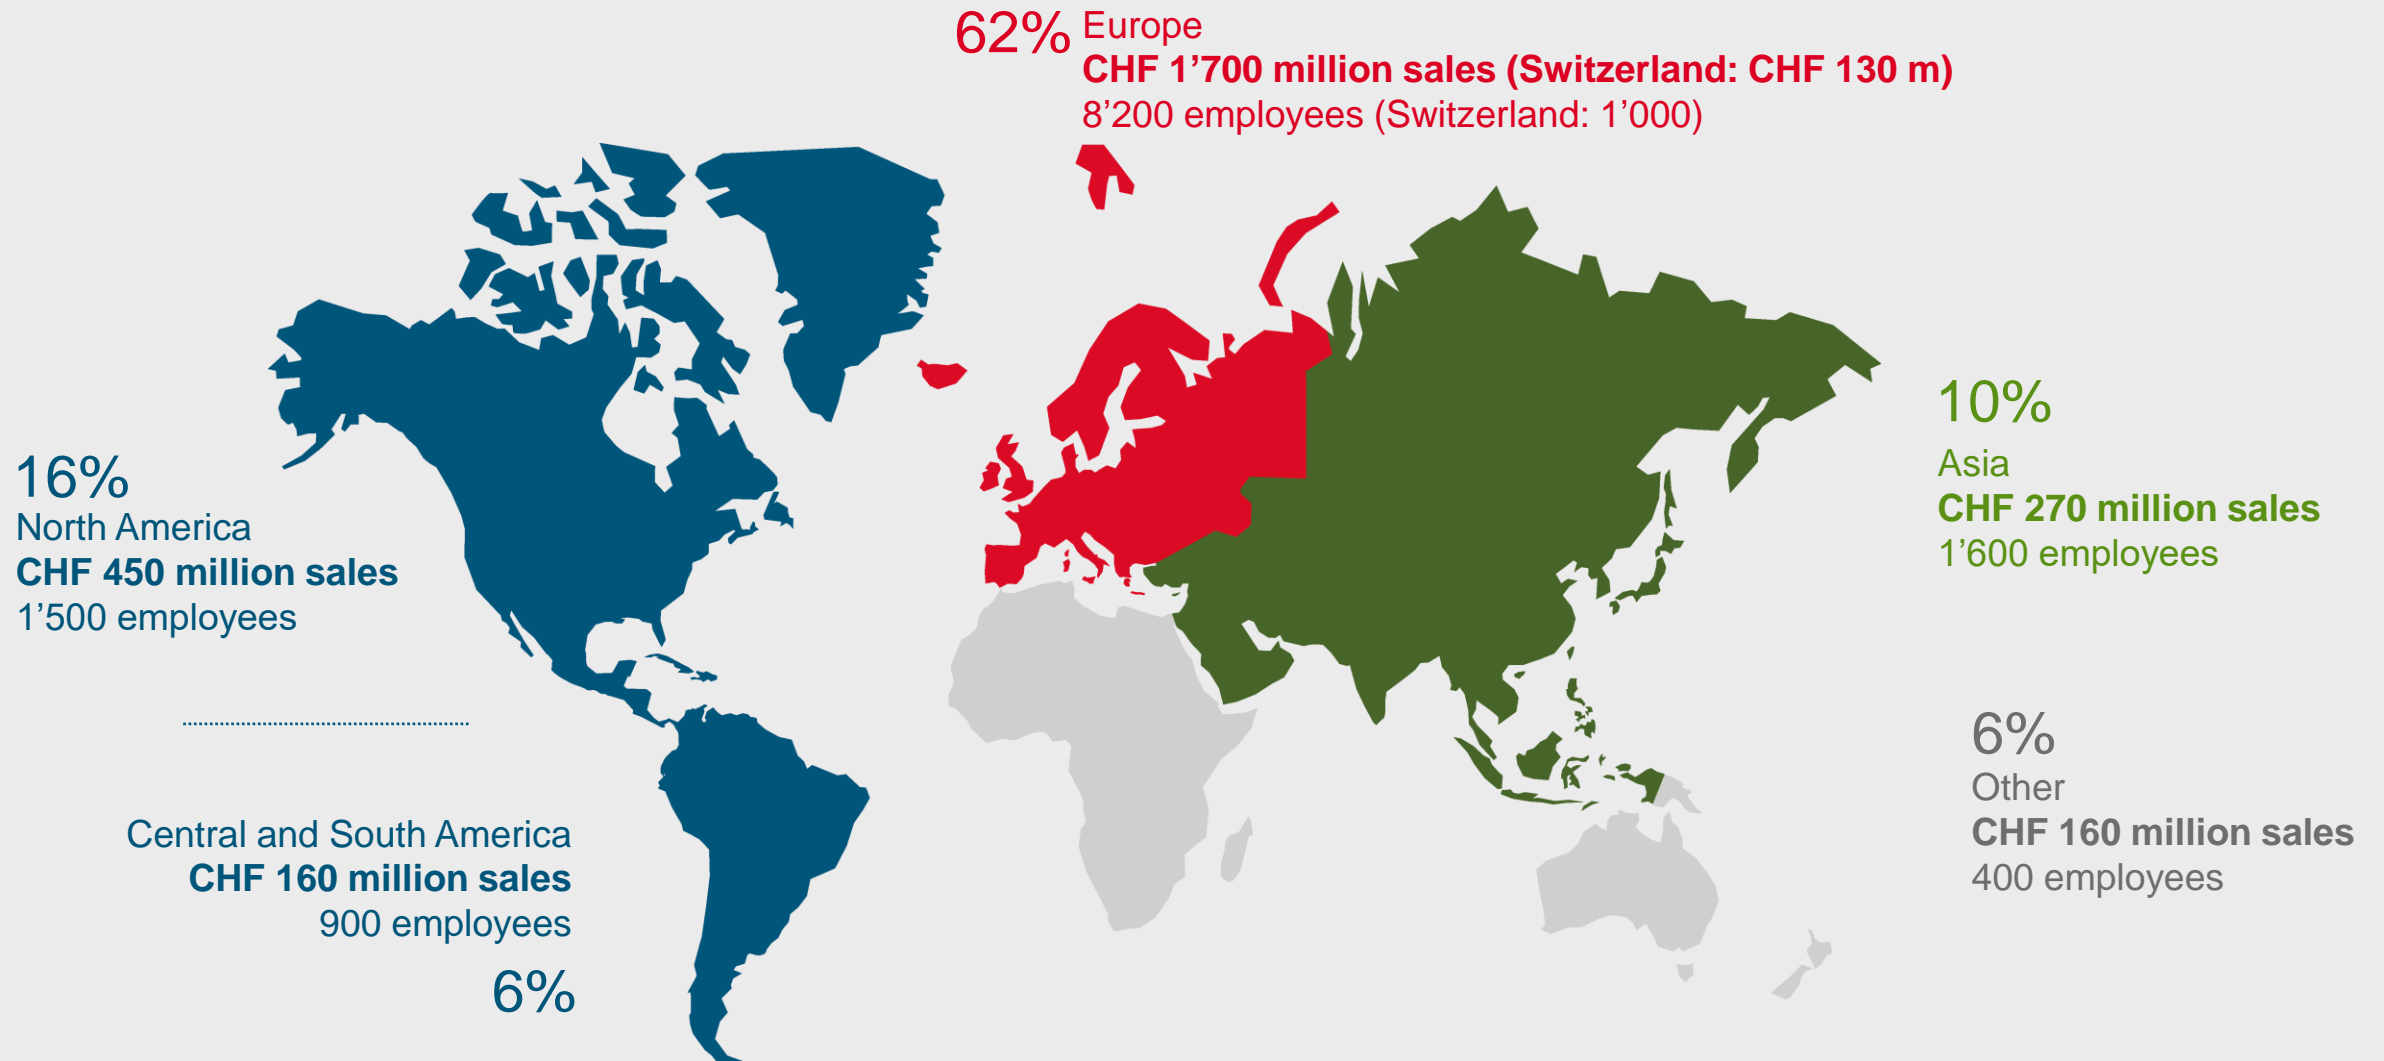 62% Europe
CHF 1’700 million sales (Switzerland: CHF 130 m)
8’200 employees (Switzerland: 1’000)
16%
North America
CHF 450 million sales
1’500 employees
Central and South America
CHF 160 million sales
900 employees
6%
10%
Asia
CHF 270 million sales
1’600 employees
6%
Other
CHF 160 million sales
400 employees